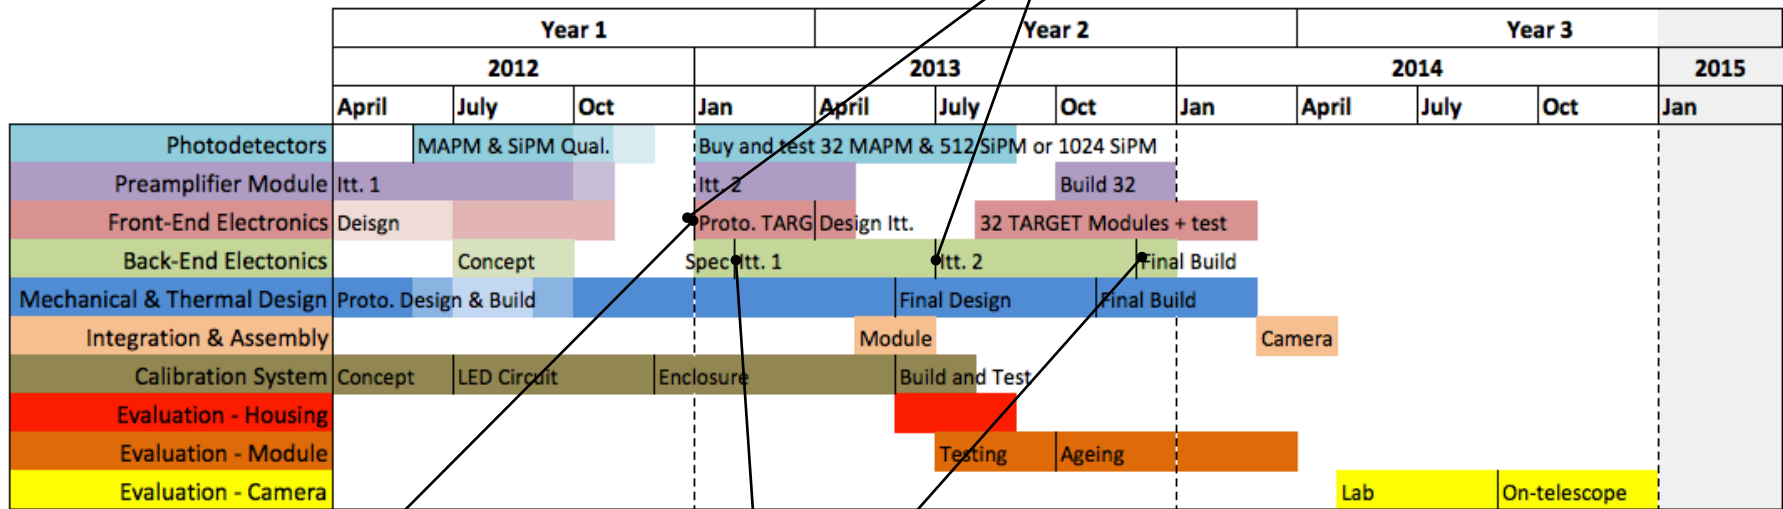 Year 1 Year 2 Year 3
2012 2013 2014 2015
April July Oct Jan April July Oct Jan April July Oct Jan
Photodetectors MAPM & SiPM Qual. Buy and test 32 MAPM & 512 SiPM or 1024 SiPM
Preamplifier Module Itt. 1 Itt. 2 Build 32
Front-End Electronics Deisgn Proto. TARG Design Itt. 32 TARGET Modules + test
Back-End Electonics Concept Spec Itt. 1 Itt. 2 Final Build
Mechanical & Thermal Design Proto. Design & Build Final Design Final Build
Integration & Assembly Module Camera
Calibration System Concept LED Circuit Enclosure Build and Test
Evaluation - Housing
Evaluation - Module Testing Ageing
Evaluation - Camera Lab On-telescope